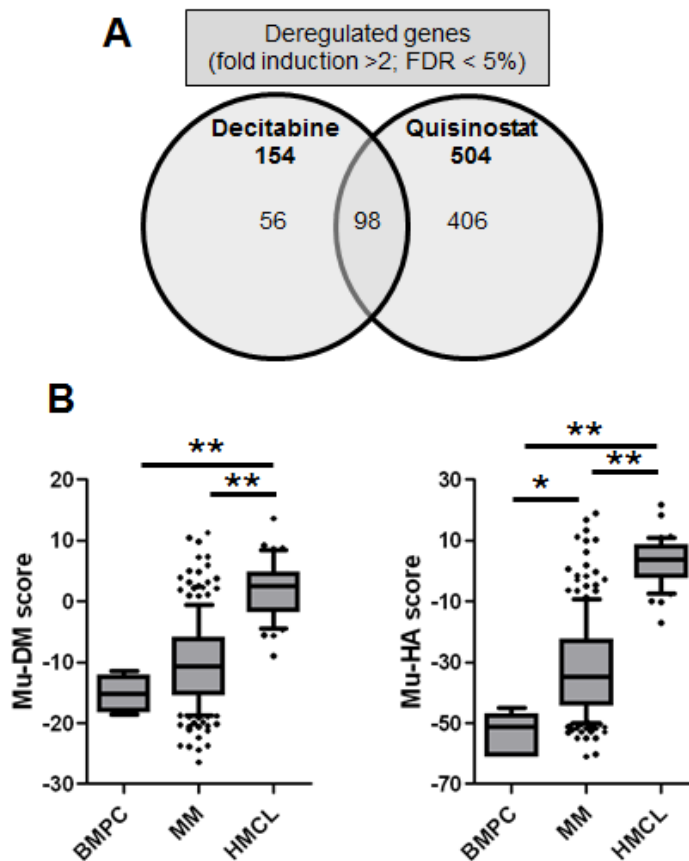 A
Deregulated genes
(fold induction >2; FDR < 5%)
Decitabine
154
Quisinostat
504
56
98
406
B
**
**
20
10
0
-10
-20
-30
Mu-DM score
BMPC
MM
HMCL
**
*
**
30
10
-10
-30
-50
-70
Mu-HA score
BMPC
MM
HMCL